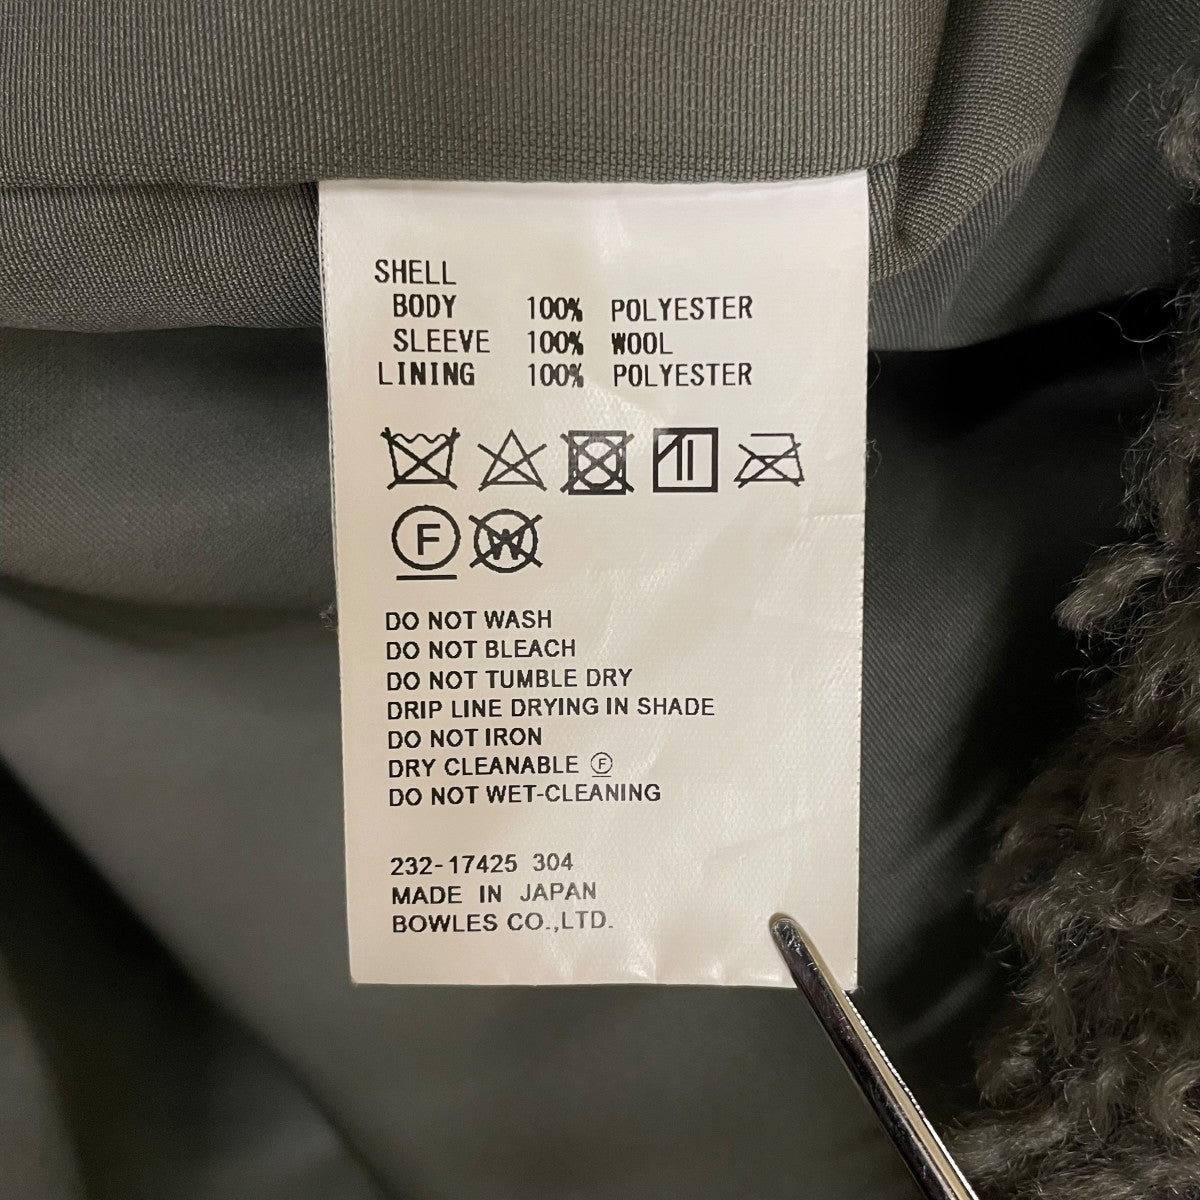 SHELL
BODY 100% POLYESTER
SLEEVE 100% WOOL
LINING 100% POLYESTER
F W
DO NOT WASH
DO NOT BLEACH
DO NOT TUMBLE DRY
DRIP LINE DRYING IN SHADE
DO NOT IRON
DRY CLEANABLE Ⓕ
DO NOT WET-CLEANING
232-17425 304
MADE IN JAPAN
BOWLES CO.,LTD.